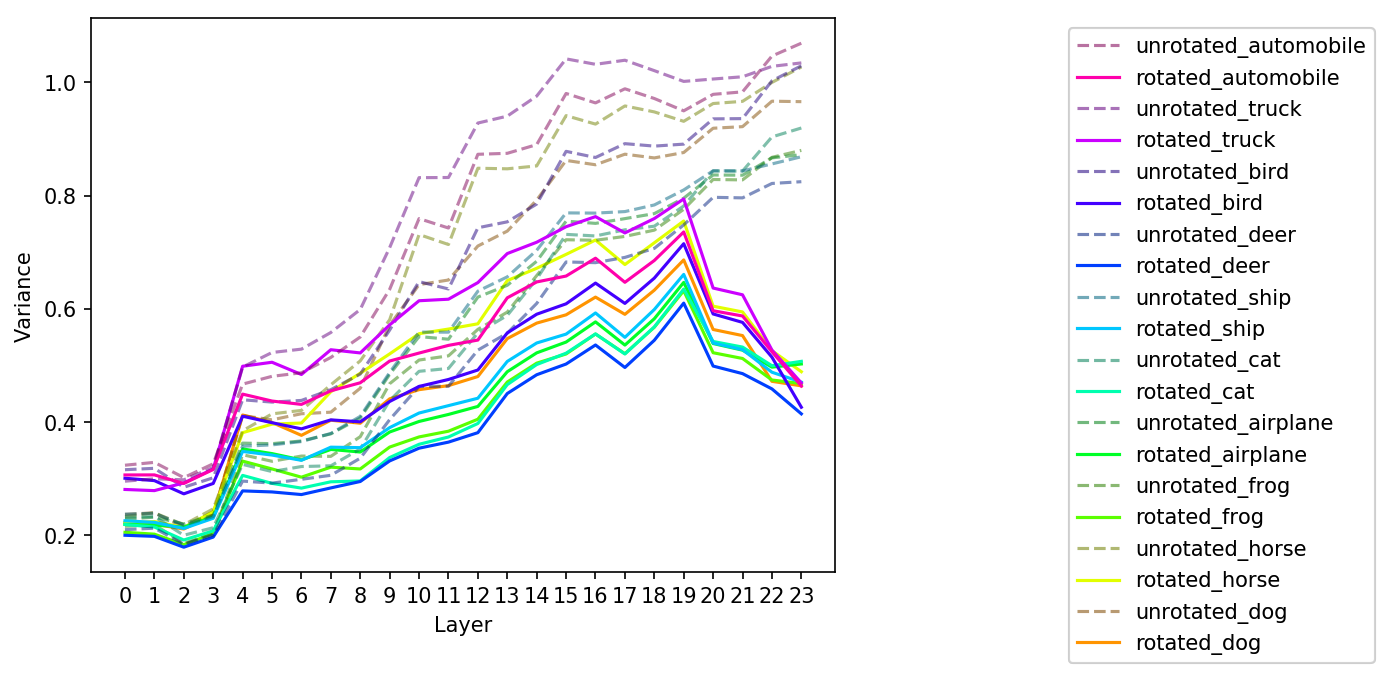 Variance
1.0
0.8
0.6
0.4
0.2
0 1 2 3 4 5 6 7 8 9 10 11 12 13 14 15 16 17 18 19 20 21 22 23
Layer
unrotated_automobile
rotated_automobile
unrotated_truck
rotated_truck
unrotated_bird
rotated_bird
unrotated_deer
rotated_deer
unrotated_ship
rotated_ship
unrotated_cat
rotated_cat
unrotated_airplane
rotated_airplane
unrotated_frog
rotated_frog
unrotated_horse
rotated_horse
unrotated_dog
rotated_dog